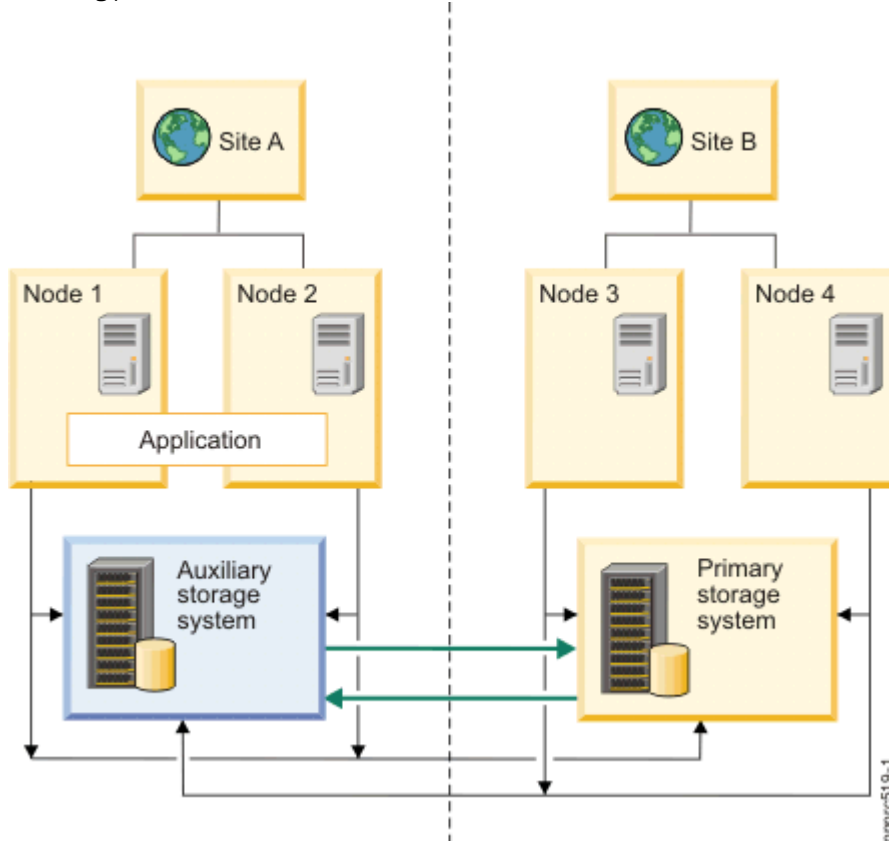 Site A
Site B
Node 1
Node 2
Node 3
Node 4
Application
Auxiliary
storage
system
Primary
storage
system